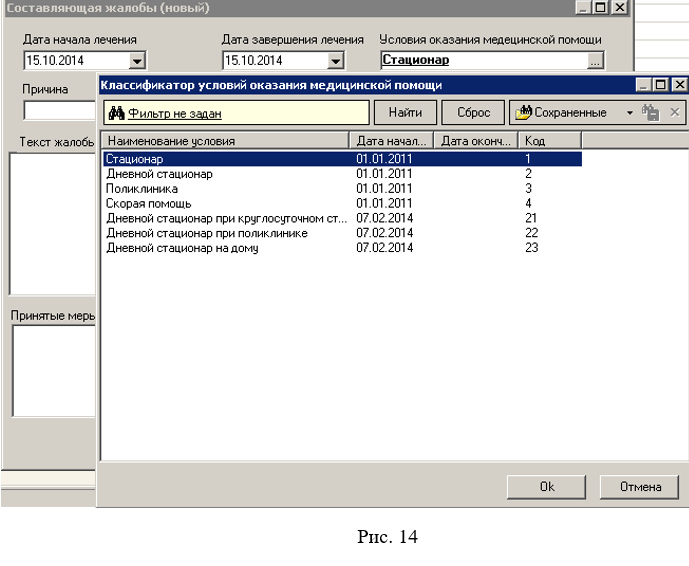 Составляющая жалобы (новый)
Дата начала лечения Дата завершения лечения Условия оказания медецинской помощи
15.10.2014 15.10.2014 Стационар ...
Причина
Классификатор условий оказания медицинской помощи
Фильтр не задан Найти Сброс Сохраненные
Текст жалобы
Наименование условия Дата начал... Дата оконч... Код
Стационар 01.01.2011 1
Дневной стационар 01.01.2011 2
Поликлиника 01.01.2011 3
Скорая помощь 01.01.2011 4
Дневной стационар при круглосуточном ст... 07.02.2014 21
Дневной стационар при поликлинике 07.02.2014 22
Дневной стационар на дому 07.02.2014 23
Принятые меры
Ok Отмена
Рис. 14